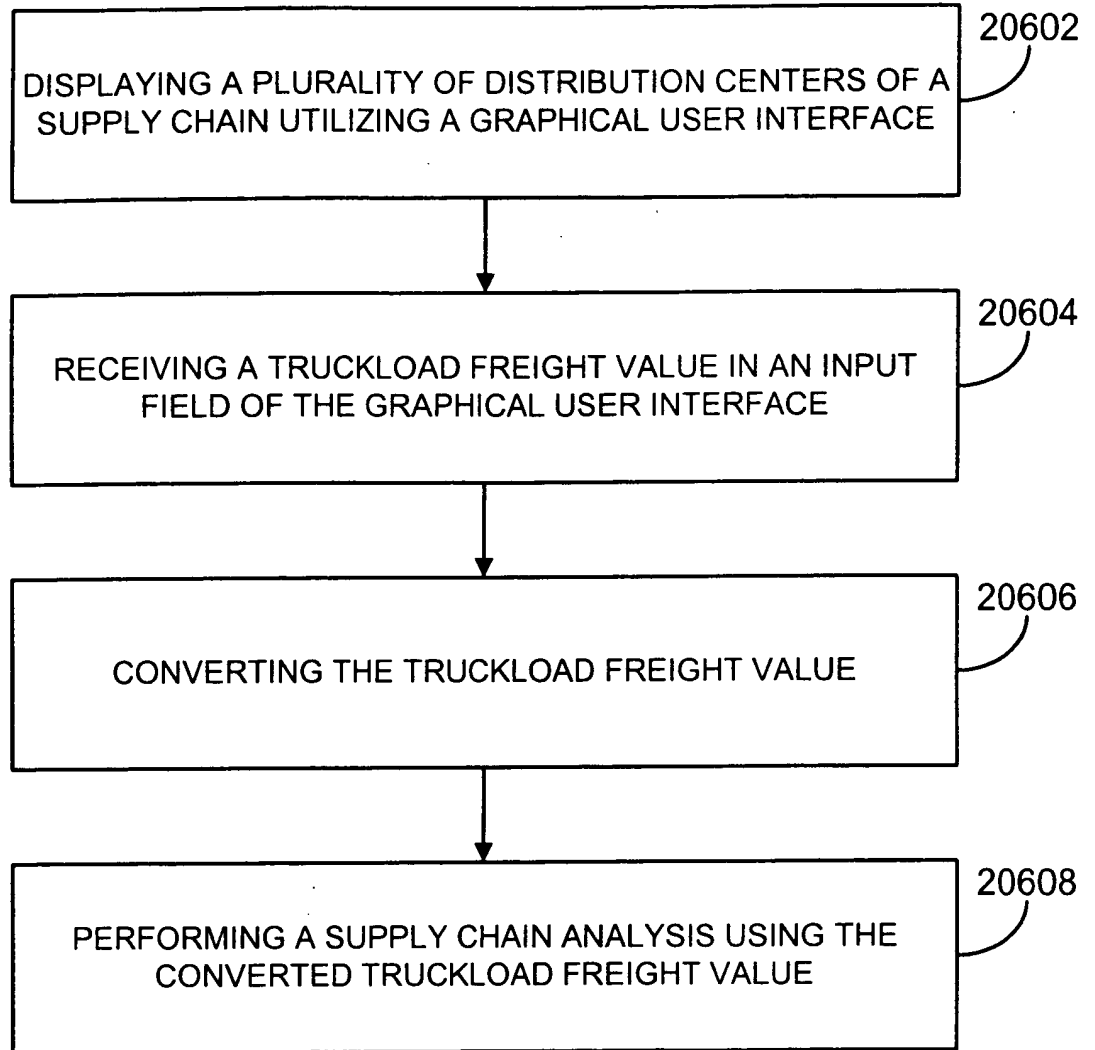 20602
DISPLAYING A PLURALITY OF DISTRIBUTION CENTERS OF A
SUPPLY CHAIN UTILIZING A GRAPHICAL USER INTERFACE
20604
RECEIVING A TRUCKLOAD FREIGHT VALUE IN AN INPUT
FIELD OF THE GRAPHICAL USER INTERFACE
20606
CONVERTING THE TRUCKLOAD FREIGHT VALUE
20608
PERFORMING A SUPPLY CHAIN ANALYSIS USING THE
CONVERTED TRUCKLOAD FREIGHT VALUE